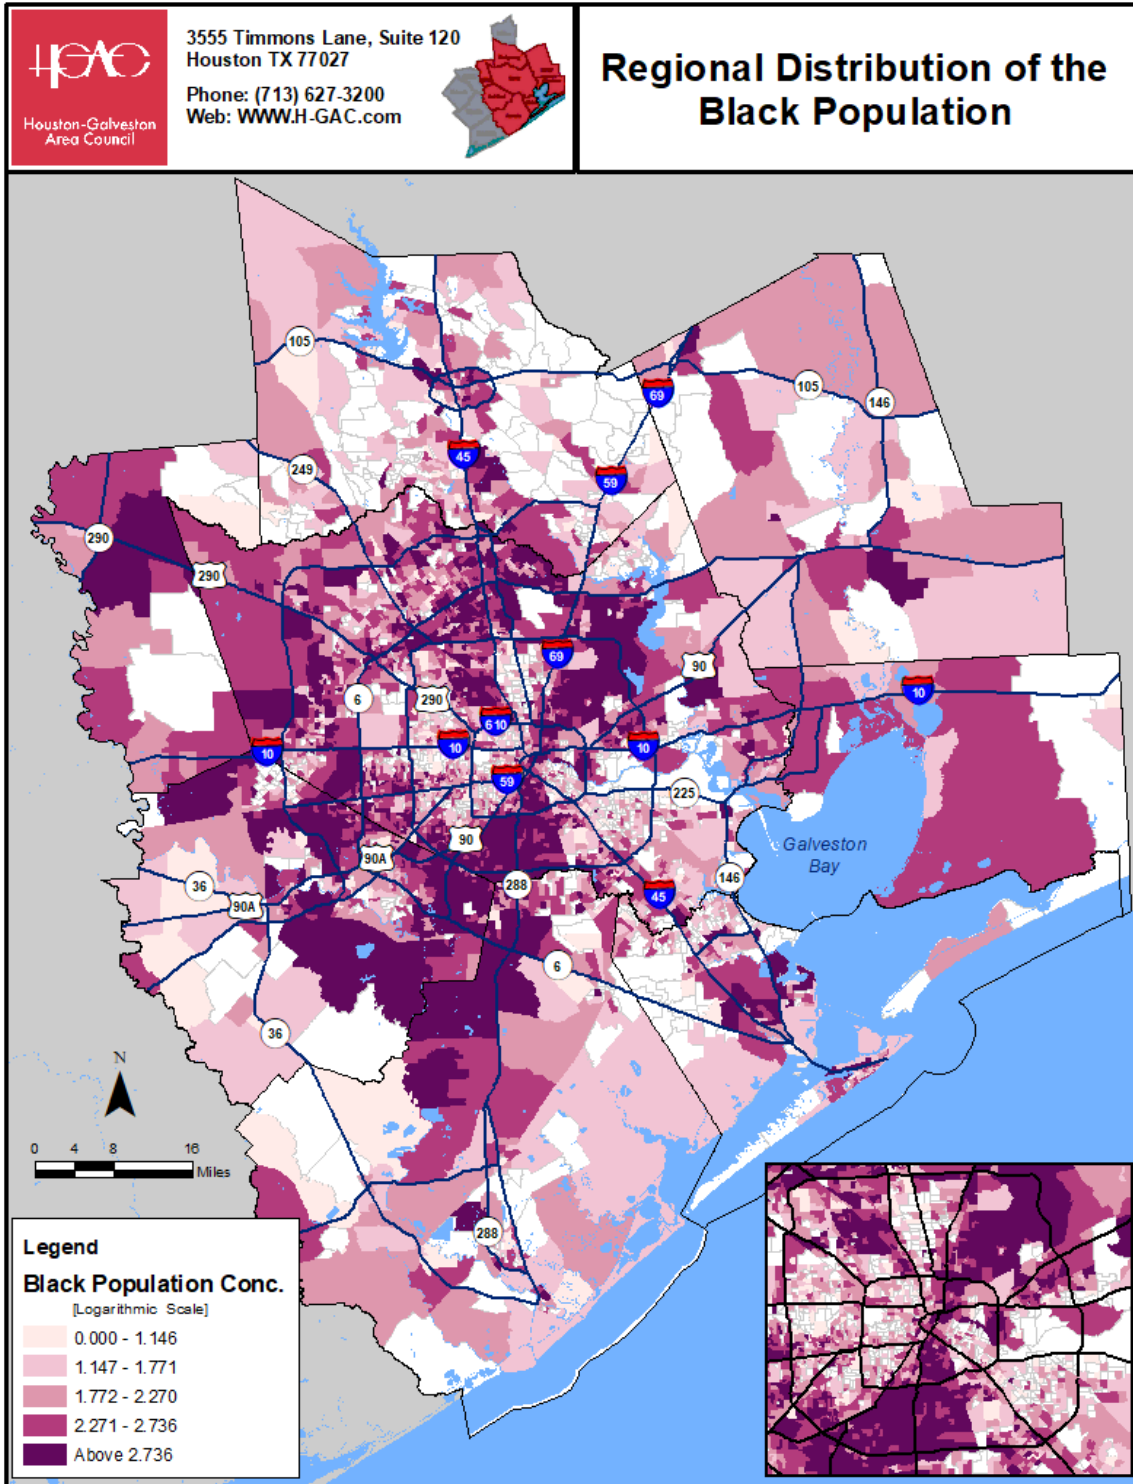 HGAC
Houston-Galveston
Area Council
3555 Timmons Lane, Suite 120
Houston TX 77027
Phone: (713) 627-3200
Web: WWW.H-GAC.com
Regional Distribution of the
Black Population
105
69
105
146
45
249
59
290
290
69
90
6
290
10
610
10
10
10
59
225
90
Galveston
Bay
90A
36
90A
288
45
146
6
36
N
0 4 8 16
Miles
288
Legend
Black Population Conc.
[Logarithmic Scale]
0.000 - 1.146
1.147 - 1.771
1.772 - 2.270
2.271 - 2.736
Above 2.736